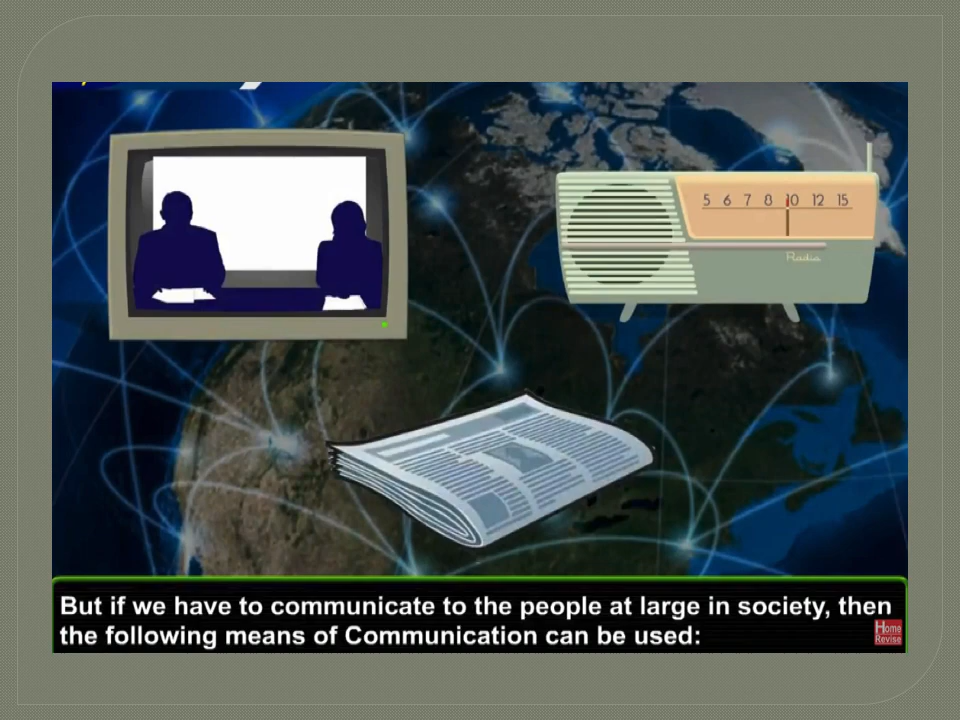 5 6 7 8 10 12 15
Radio
But if we have to communicate to the people at large in society, then
the following means of Communication can be used:
Home
Revise